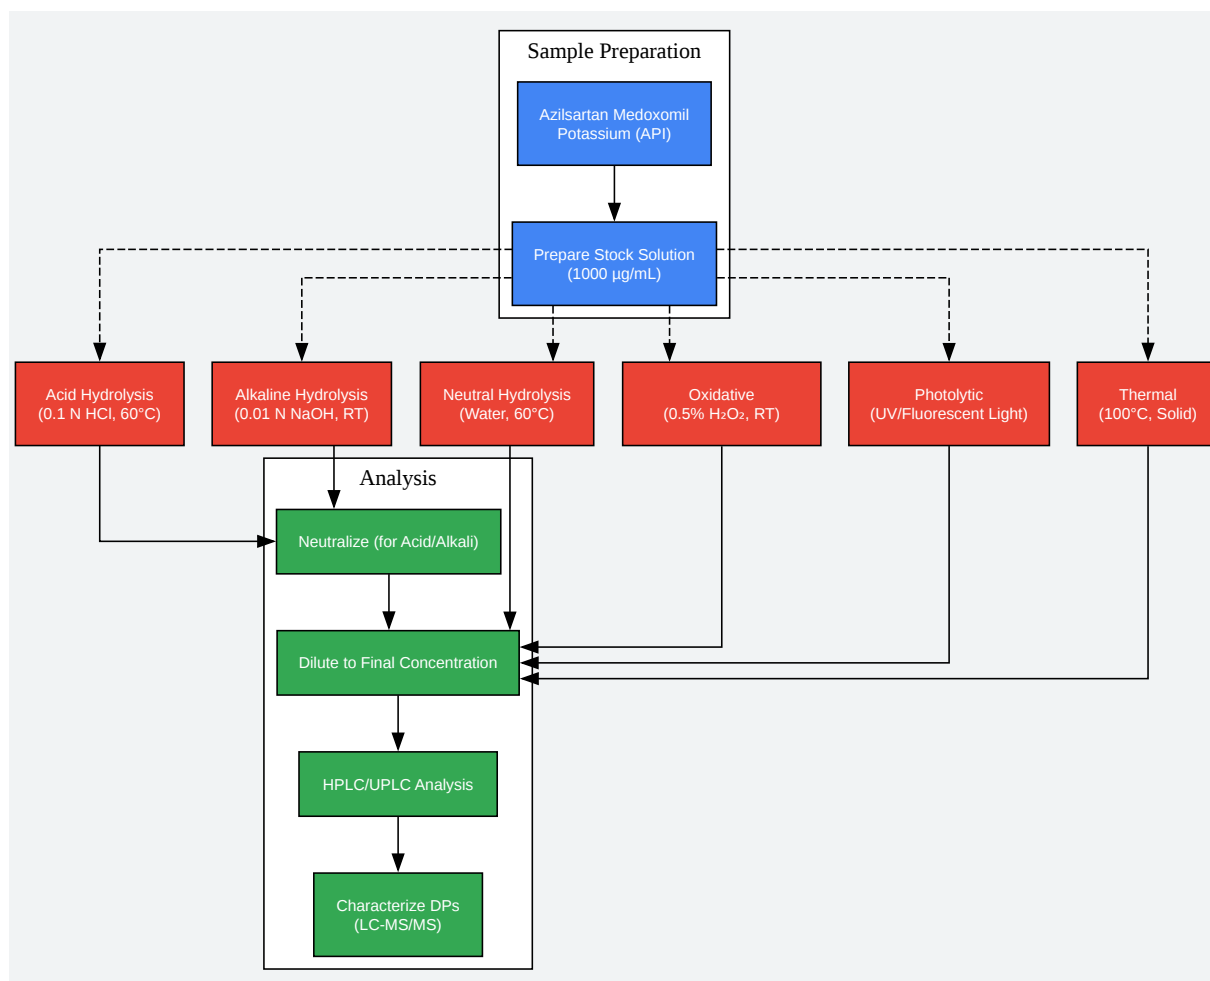 Sample Preparation
Azilsartan Medoxomil
Potassium (API)
Prepare Stock Solution
(1000 µg/mL)
Acid Hydrolysis
(0.1 N HCl, 60°C)
Alkaline Hydrolysis
(0.01 N NaOH, RT)
Neutral Hydrolysis
(Water, 60°C)
Oxidative
(0.5% H₂O₂, RT)
Photolytic
(UV/Fluorescent Light)
Thermal
(100°C, Solid)
Analysis
Neutralize (for Acid/Alkali)
Dilute to Final Concentration
HPLC/UPLC Analysis
Characterize DPs
(LC-MS/MS)